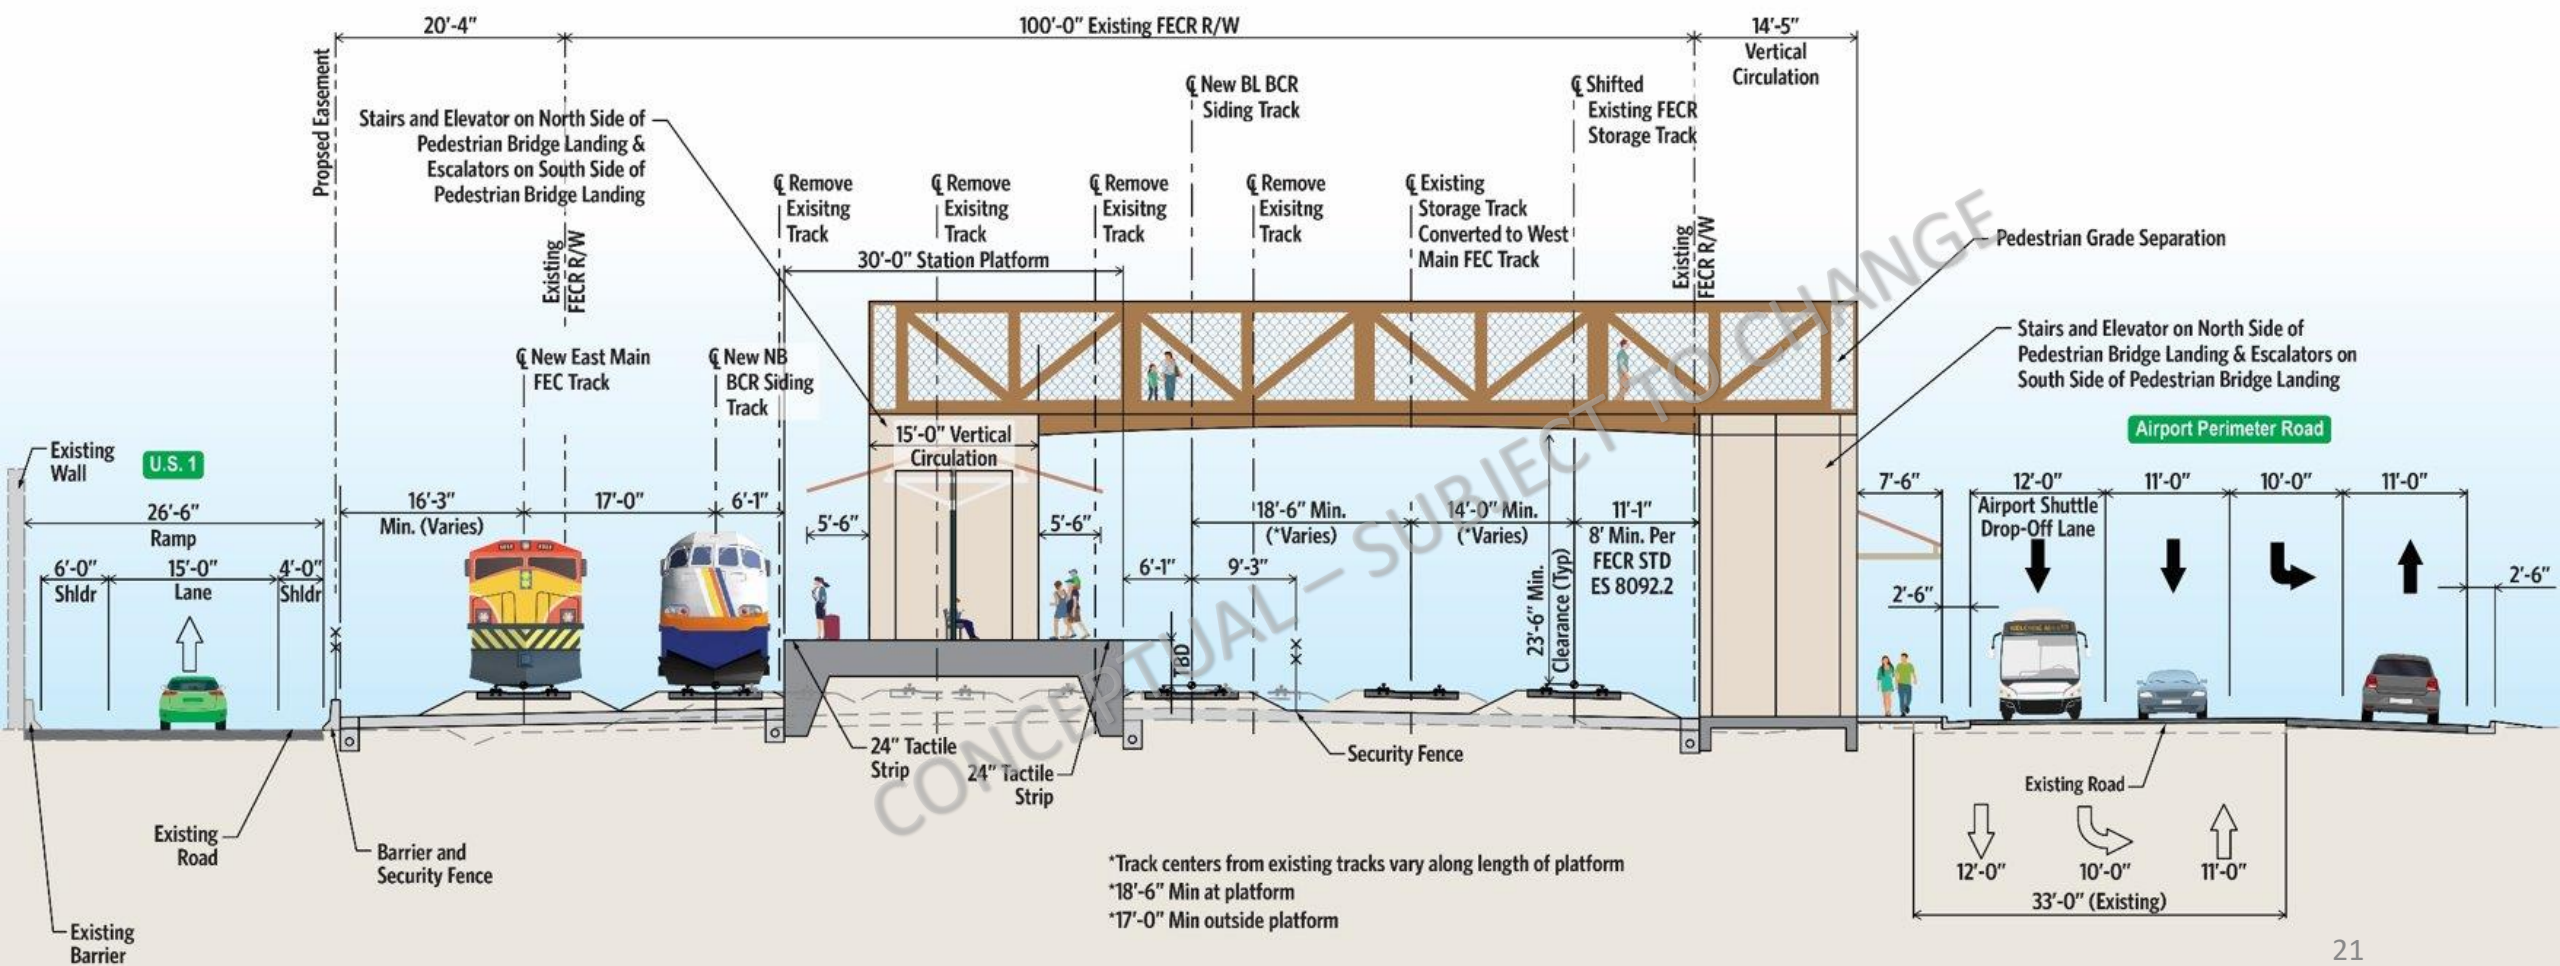 20'-4"
100'-0" Existing FECR R/W
14'-5"
Vertical
Circulation
Propsed Easement
Stairs and Elevator on North Side of
Pedestrian Bridge Landing &
Escalators on South Side of
Pedestrian Bridge Landing
Existing
FECR R/W
℄ New BL BCR
Siding Track
℄ Shifted
Existing FECR
Storage Track
℄ Remove
Exisitng
Track
℄ Remove
Exisitng
Track
℄ Remove
Exisitng
Track
℄ Remove
Exisitng
Track
℄ Existing
Storage Track
Converted to West
Main FEC Track
Existing
FECR R/W
30'-0" Station Platform
Pedestrian Grade Separation
Stairs and Elevator on North Side of
Pedestrian Bridge Landing & Escalators on
South Side of Pedestrian Bridge Landing
℄ New East Main
FEC Track
℄ New NB
BCR Siding
Track
Airport Perimeter Road
Existing
Wall
U.S. 1
15'-0" Vertical
Circulation
26'-6"
Ramp
6'-0"
Shldr
15'-0"
Lane
4'-0"
Shldr
16'-3"
Min. (Varies)
17'-0"
6'-1"
5'-6"
5'-6"
6'-1"
9'-3"
18'-6" Min.
(*Varies)
14'-0" Min.
(*Varies)
11'-1"
8' Min. Per
FECR STD
ES 8092.2
23'-6" Min.
Clearance (Typ)
TBD
7'-6"
2'-6"
12'-0"
Airport Shuttle
Drop-Off Lane
11'-0"
10'-0"
11'-0"
2'-6"
24" Tactile
Strip
24" Tactile
Strip
Security Fence
Existing Road
Existing
Road
Barrier and
Security Fence
Existing
Barrier
12'-0"
10'-0"
11'-0"
33'-0" (Existing)
*Track centers from existing tracks vary along length of platform
*18'-6" Min at platform
*17'-0" Min outside platform
CONCEPTUAL – SUBJECT TO CHANGE
21